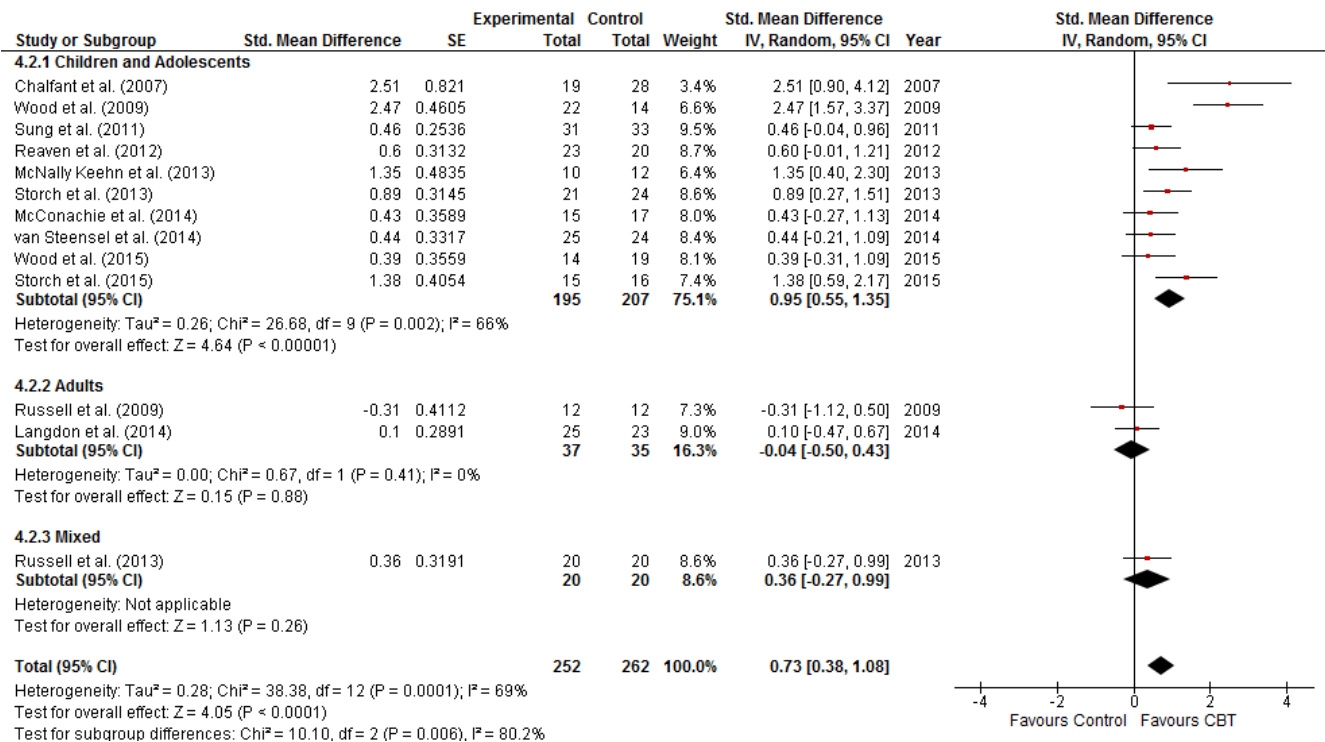 Experimental Control Std. Mean Difference Std. Mean Difference
Study or Subgroup Std. Mean Difference SE Total Total Weight IV, Random, 95% CI Year IV, Random, 95% CI
4.2.1 Children and Adolescents
Chalfant et al. (2007) 2.51 0.821 19 28 3.4% 2.51 [0.90, 4.12] 2007
Wood et al. (2009) 2.47 0.4605 22 14 6.6% 2.47 [1.57, 3.37] 2009
Sung et al. (2011) 0.46 0.2536 31 33 9.5% 0.46 [-0.04, 0.96] 2011
Reaven et al. (2012) 0.6 0.3132 23 20 8.7% 0.60 [-0.01, 1.21] 2012
McNally Keehn et al. (2013) 1.35 0.4835 10 12 6.4% 1.35 [0.40, 2.30] 2013
Storch et al. (2013) 0.89 0.3145 21 24 8.6% 0.89 [0.27, 1.51] 2013
McConachie et al. (2014) 0.43 0.3589 15 17 8.0% 0.43 [-0.27, 1.13] 2014
van Steensel et al. (2014) 0.44 0.3317 25 24 8.4% 0.44 [-0.21, 1.09] 2014
Wood et al. (2015) 0.39 0.3559 14 19 8.1% 0.39 [-0.31, 1.09] 2015
Storch et al. (2015) 1.38 0.4054 15 16 7.4% 1.38 [0.59, 2.17] 2015
Subtotal (95% CI) 195 207 75.1% 0.95 [0.55, 1.35]
Heterogeneity: Tau² = 0.26; Chi² = 26.68, df = 9 (P = 0.002); I² = 66%
Test for overall effect: Z = 4.64 (P < 0.00001)
4.2.2 Adults
Russell et al. (2009) -0.31 0.4112 12 12 7.3% -0.31 [-1.12, 0.50] 2009
Langdon et al. (2014) 0.1 0.2891 25 23 9.0% 0.10 [-0.47, 0.67] 2014
Subtotal (95% CI) 37 35 16.3% -0.04 [-0.50, 0.43]
Heterogeneity: Tau² = 0.00; Chi² = 0.67, df = 1 (P = 0.41); I² = 0%
Test for overall effect: Z = 0.15 (P = 0.88)
4.2.3 Mixed
Russell et al. (2013) 0.36 0.3191 20 20 8.6% 0.36 [-0.27, 0.99] 2013
Subtotal (95% CI) 20 20 8.6% 0.36 [-0.27, 0.99]
Heterogeneity: Not applicable
Test for overall effect: Z = 1.13 (P = 0.26)
Total (95% CI) 252 262 100.0% 0.73 [0.38, 1.08]
Heterogeneity: Tau² = 0.28; Chi² = 38.38, df = 12 (P = 0.0001); I² = 69%
Test for overall effect: Z = 4.05 (P < 0.0001)
Test for subgroup differences: Chi² = 10.10, df = 2 (P = 0.006), I² = 80.2%
-4 -2 0 2 4
Favours Control Favours CBT